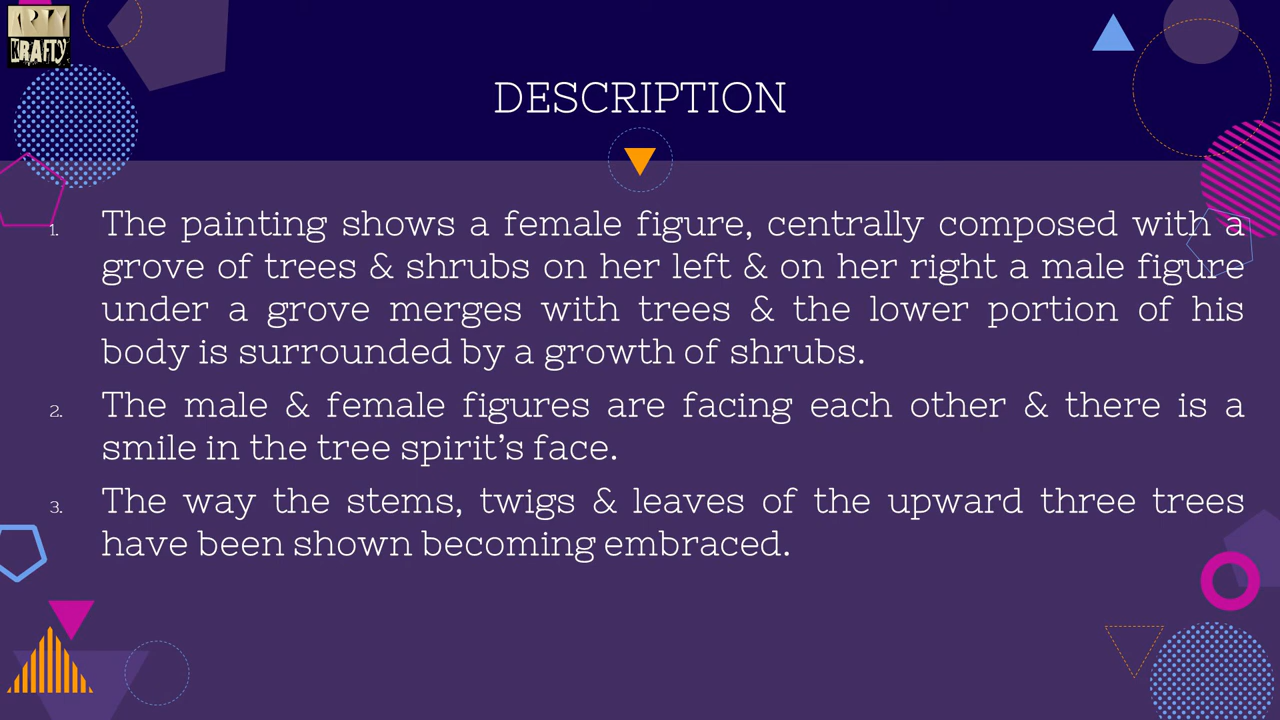 ARTY
KRAFTY
DESCRIPTION
1. The painting shows a female figure, centrally composed with a
grove of trees & shrubs on her left & on her right a male figure
under a grove merges with trees & the lower portion of his
body is surrounded by a growth of shrubs.
2. The male & female figures are facing each other & there is a
smile in the tree spirit's face.
3. The way the stems, twigs & leaves of the upward three trees
have been shown becoming embraced.